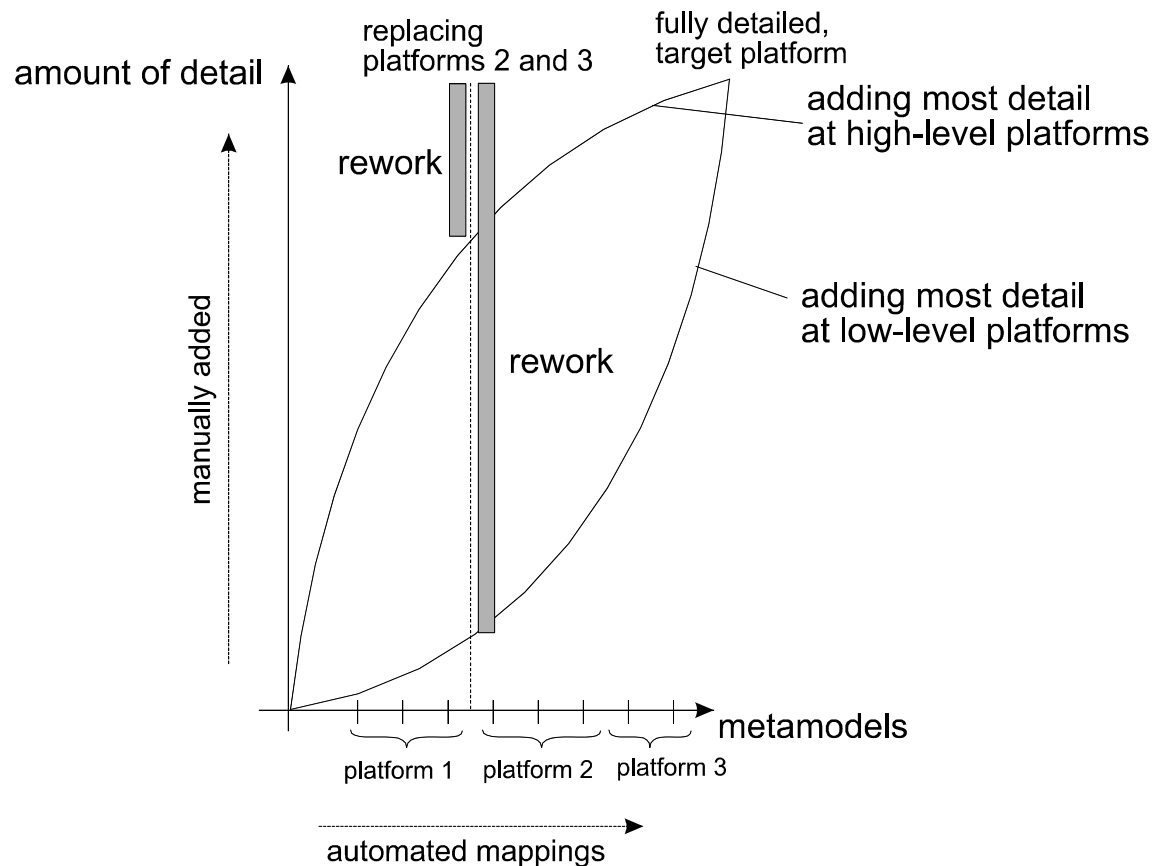 replacing
platforms 2 and 3
fully detailed,
target platform
amount of detail
adding most detail
at high-level platforms
rework
manually added
adding most detail
at low-level platforms
rework
metamodels
platform 1
platform 2
platform 3
automated mappings